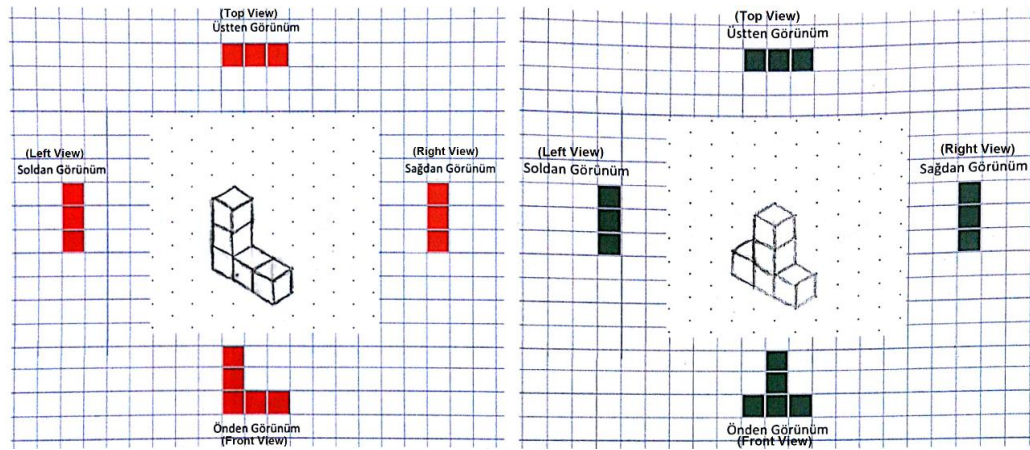 (Top View)
Üstten Görünüm
(Left View)
Soldan Görünüm
(Right View)
Sağdan Görünüm
Önden Görünüm
(Front View)
(Top View)
Üstten Görünüm
(Left View)
Soldan Görünüm
(Right View)
Sağdan Görünüm
Önden Görünüm
(Front View)